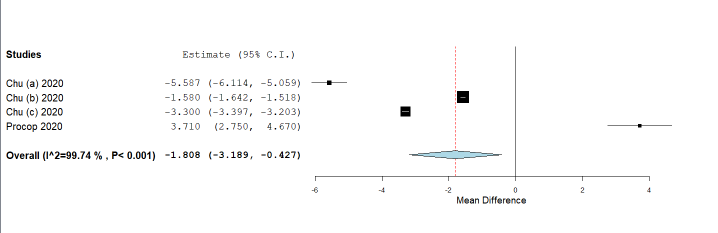 Studies Estimate (95% C.I.)
Chu (a) 2020 -5.587 (-6.114, -5.059)
Chu (b) 2020 -1.580 (-1.642, -1.518)
Chu (c) 2020 -3.300 (-3.397, -3.203)
Procop 2020 3.710 (2.750, 4.670)
Overall (I^2=99.74 % , P< 0.001) -1.808 (-3.189, -0.427)
-6 -4 -2 0 2 4
Mean Difference